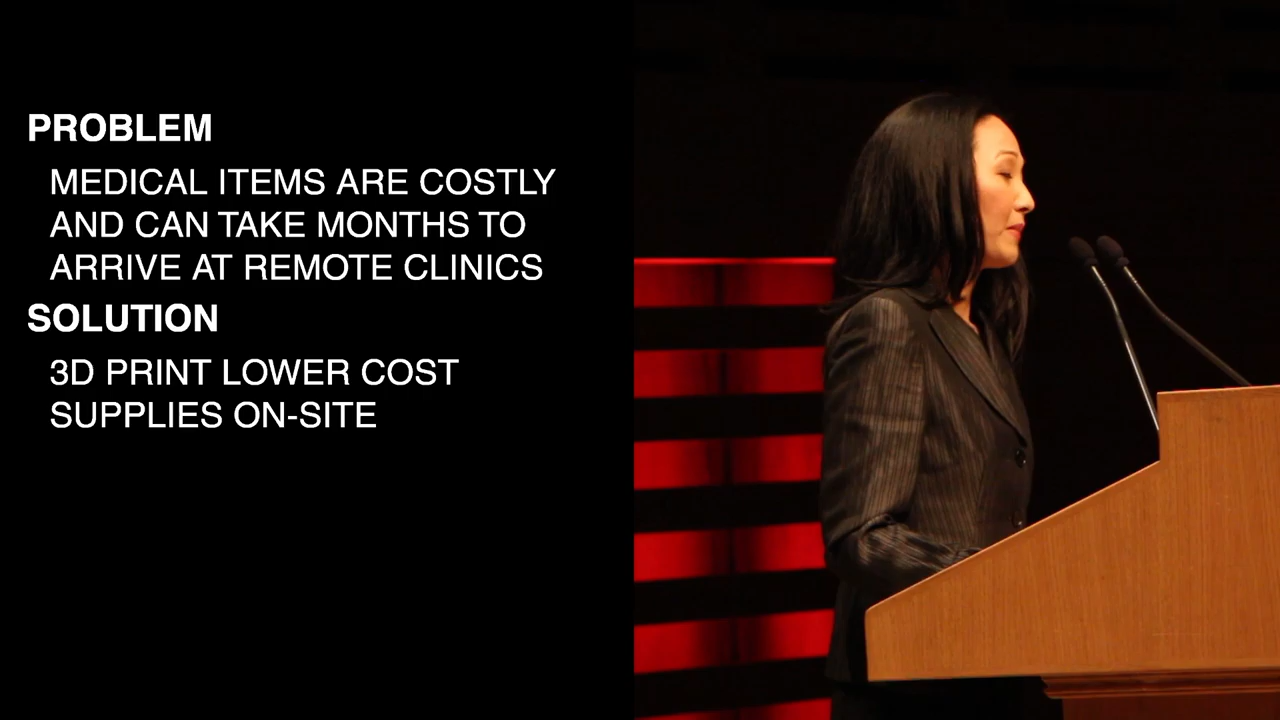 PROBLEM
MEDICAL ITEMS ARE COSTLY
AND CAN TAKE MONTHS TO
ARRIVE AT REMOTE CLINICS
SOLUTION
3D PRINT LOWER COST
SUPPLIES ON-SITE